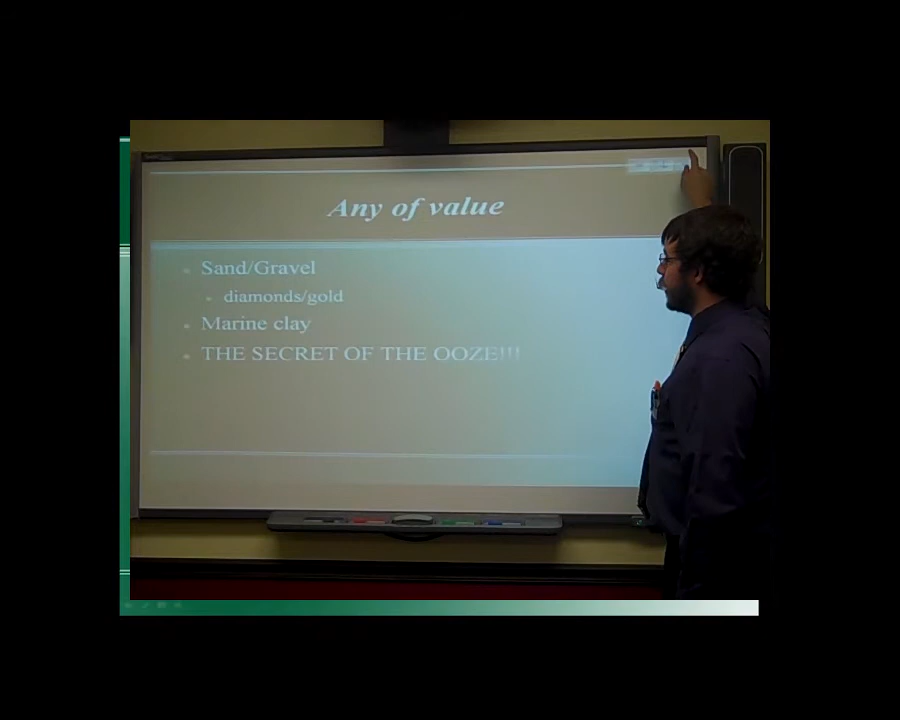 Any of value
Sand/Gravel
diamonds/gold
Marine clay
THE SECRET OF THE OOZE!!!